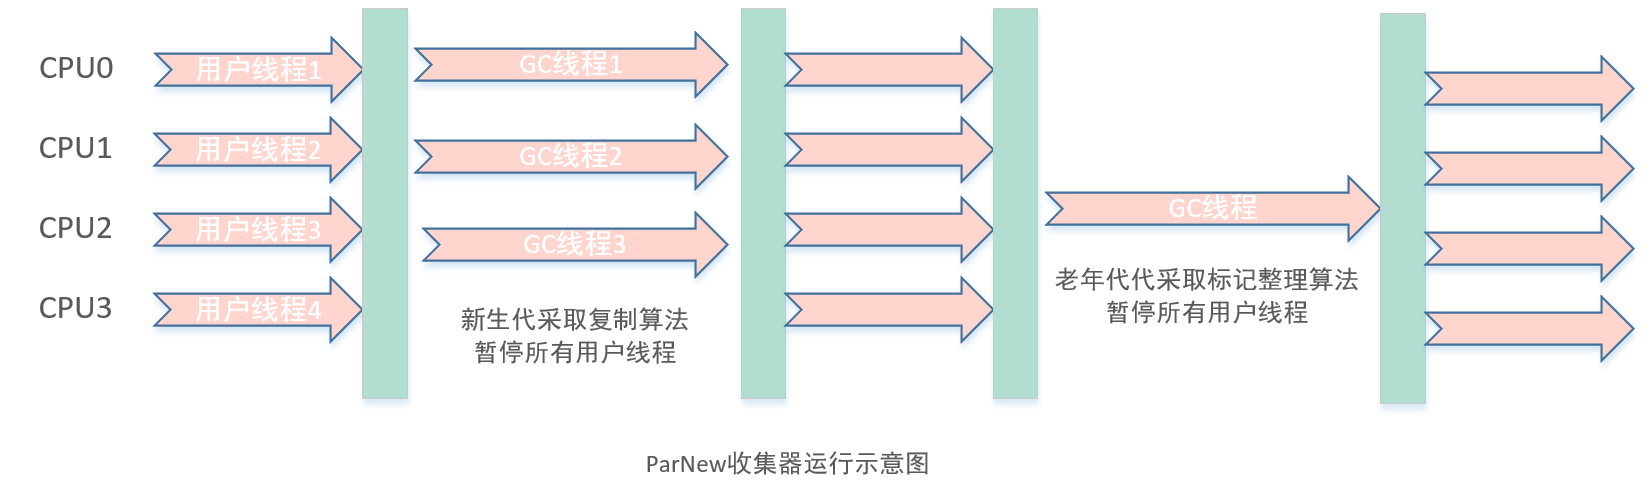 CPU0
用户线程1
GC线程1
CPU1
用户线程2
GC线程2
CPU2
用户线程3
GC线程3
GC线程
CPU3
用户线程4
新生代采取复制算法
暂停所有用户线程
老年代代采取标记整理算法
暂停所有用户线程
ParNew收集器运行示意图